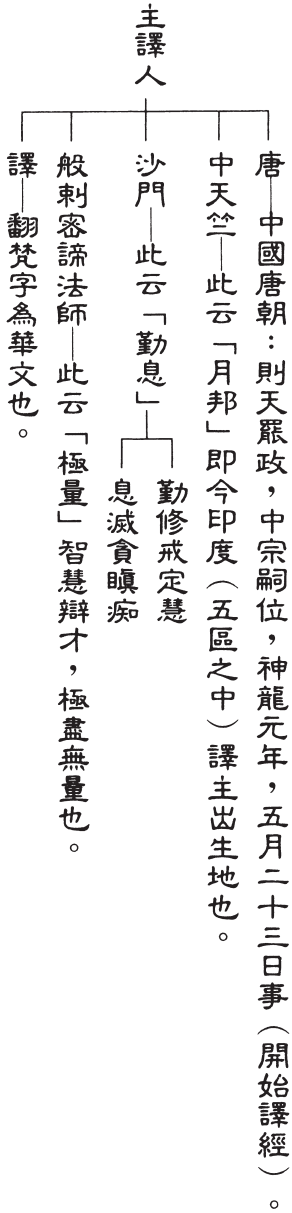 主譯人
唐—中國唐朝：則天罷政，中宗嗣位，神龍元年，五月二十三日事（開始譯經）。
中天竺—此云「月邦」即今印度（五區之中）譯主出生地也。
沙門—此云「勤息」
勤修戒定慧
息滅貪瞋痴
般剌密諦法師—此云「極量」智慧辯才，極盡無量也。
譯—翻梵字為華文也。